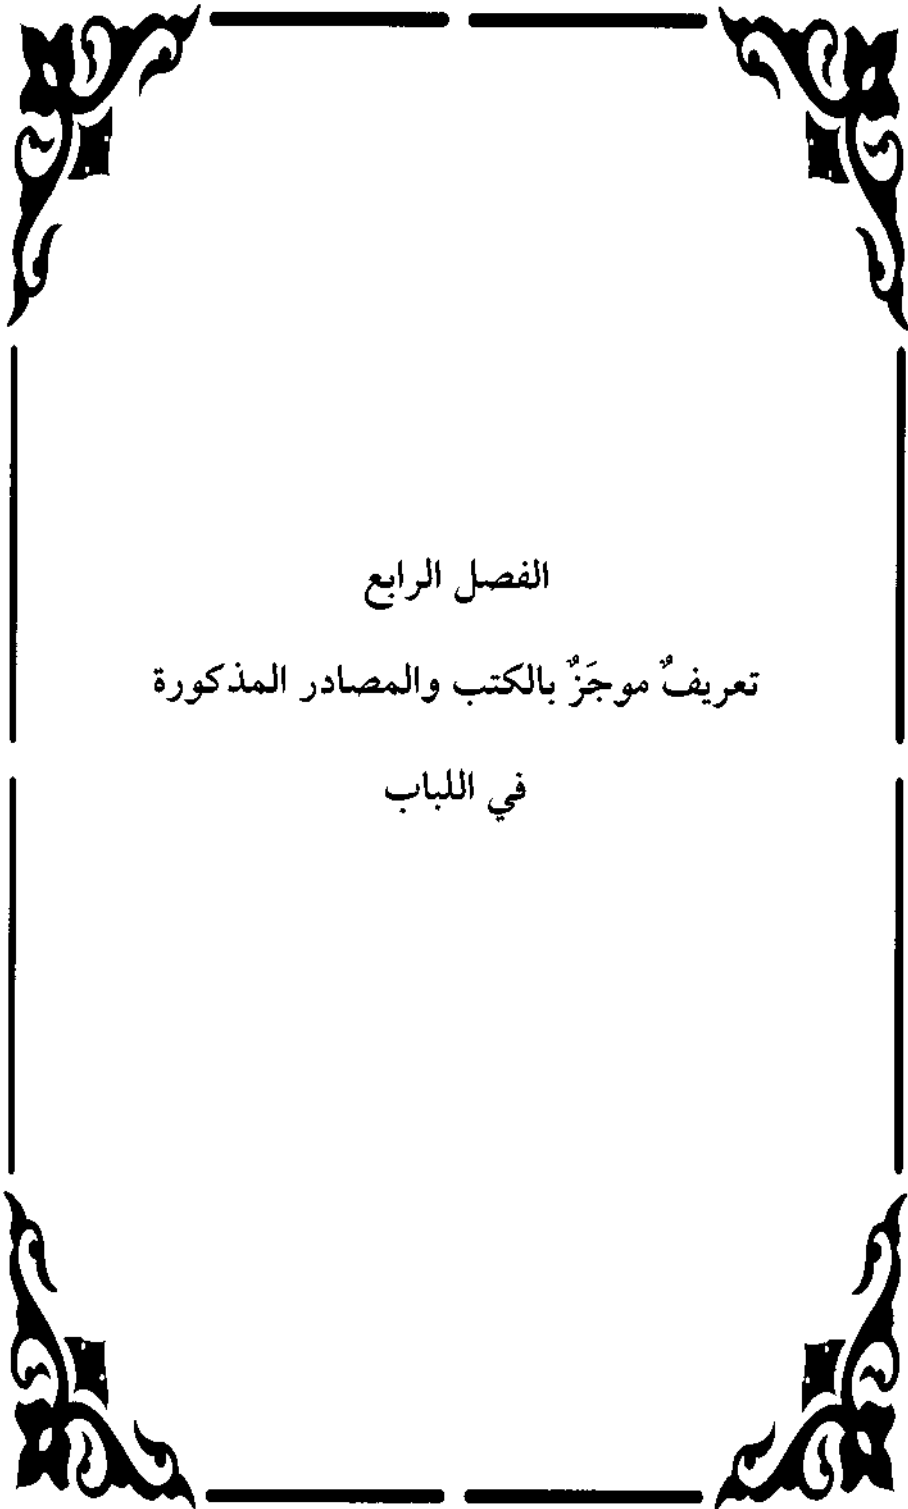 الفصل الرابع
تعريفٌ موجَزٌ بالكتب والمصادر المذكورة
في اللباب